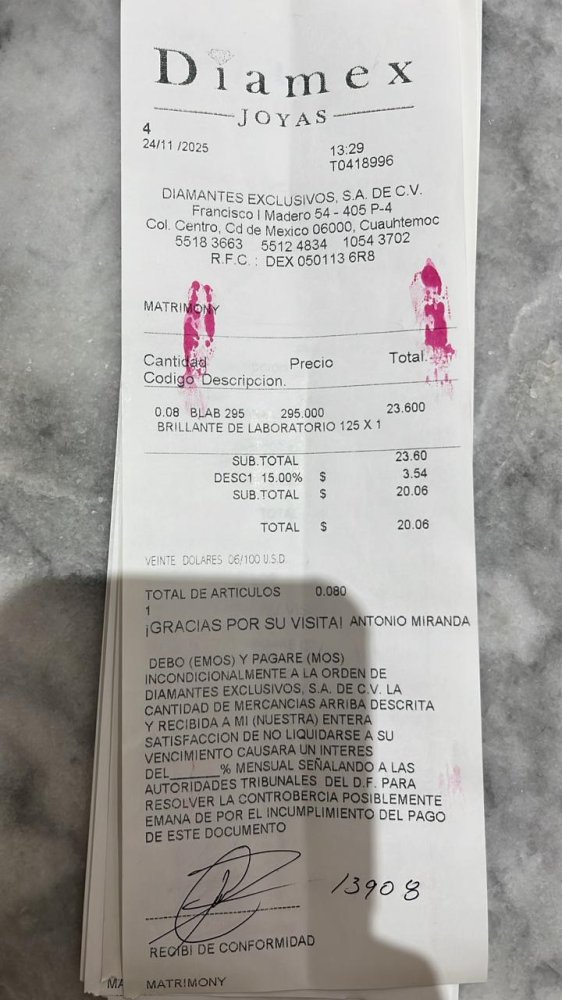 Diamex
JOYAS
4
24/11 /2025 13:29
T0418996
DIAMANTES EXCLUSIVOS, S.A. DE C.V.
Francisco I Madero 54 - 405 P-4
Col. Centro, Cd de Mexico 06000, Cuauhtemoc
5518 3663 5512 4834 1054 3702
R.F.C. : DEX 050113 6R8
MATRIMONY
Cantidad Precio Total.
Codigo Descripcion.
0.08 BLAB 295 295.000 23.600
BRILLANTE DE LABORATORIO 125 X 1
SUB.TOTAL 23.60
DESC1 15.00% $ 3.54
SUB.TOTAL $ 20.06
TOTAL $ 20.06
VEINTE DOLARES 06/100 U.S.D
TOTAL DE ARTICULOS 0.080
1
¡GRACIAS POR SU VISITA! ANTONIO MIRANDA
DEBO (EMOS) Y PAGARE (MOS)
INCONDICIONALMENTE A LA ORDEN DE
DIAMANTES EXCLUSIVOS, S.A. DE C.V. LA
CANTIDAD DE MERCANCIAS ARRIBA DESCRITA
Y RECIBIDA A MI (NUESTRA) ENTERA
SATISFACCION DE NO LIQUIDARSE A SU
VENCIMIENTO CAUSARA UN INTERES
DEL______% MENSUAL SEÑALANDO A LAS
AUTORIDADES TRIBUNALES DEL D.F. PARA
RESOLVER LA CONTROBERCIA POSIBLEMENTE
EMANA DE POR EL INCUMPLIMIENTO DEL PAGO
DE ESTE DOCUMENTO
13908
RECIBI DE CONFORMIDAD
MA MATRIMONY